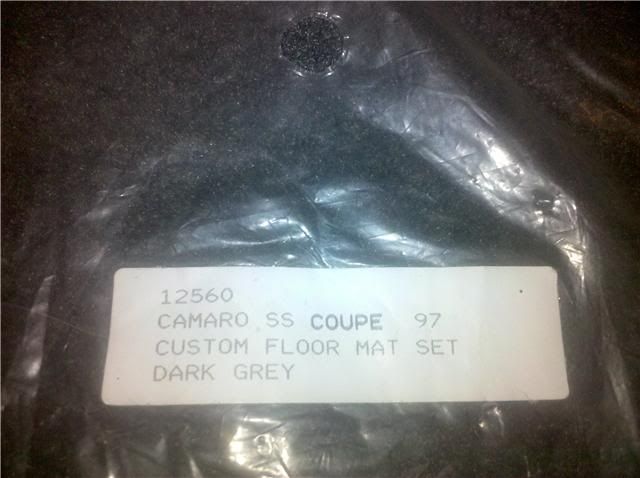 12560
CAMARO SS COUPE 97
CUSTOM FLOOR MAT SET
DARK GREY